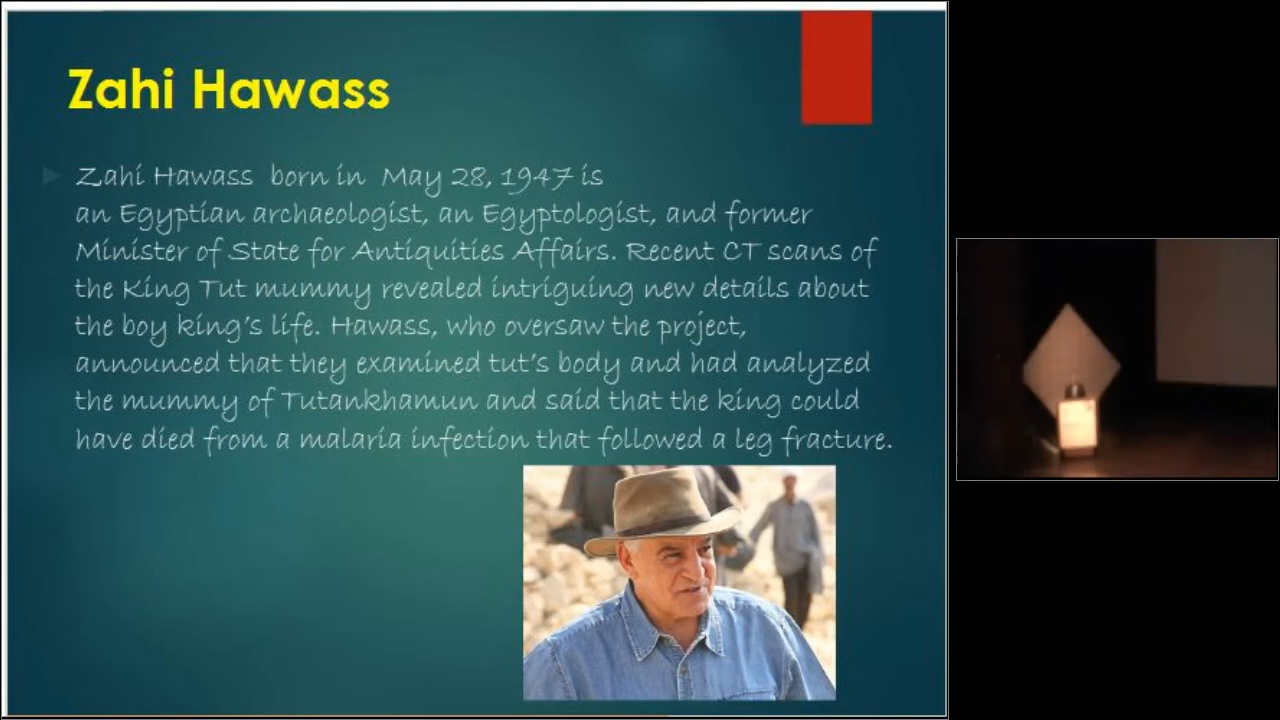 Zahi Hawass
Zahi Hawass born in May 28, 1947 is
an Egyptian archaeologist, an Egyptologist, and former
Minister of State for Antiquities Affairs. Recent CT scans of
the King Tut mummy revealed intriguing new details about
the boy king's life. Hawass, who oversaw the project,
announced that they examined tut's body and had analyzed
the mummy of Tutankhamun and said that the king could
have died from a malaria infection that followed a leg fracture.